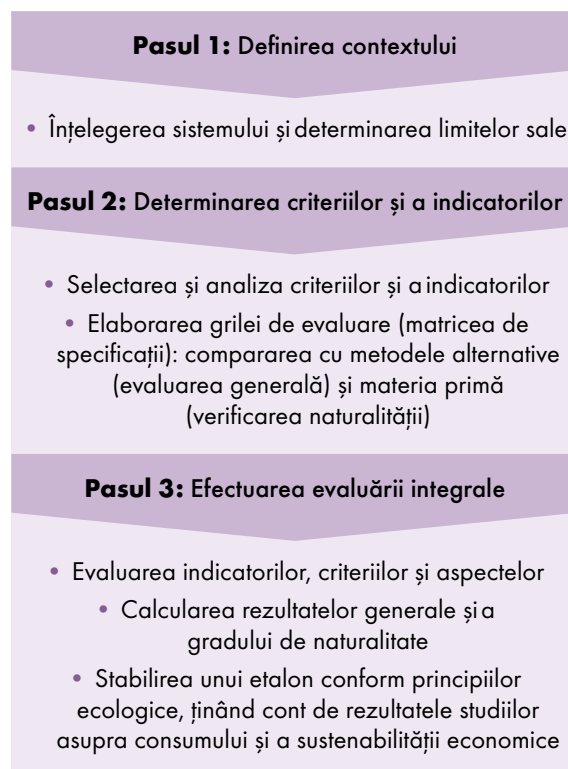 Pasul 1: Definirea contextului
• Înțelegerea sistemului și determinarea limitelor sale
Pasul 2: Determinarea criteriilor și a indicatorilor
• Selectarea și analiza criteriilor și a indicatorilor
• Elaborarea grilei de evaluare (matricea de
specificații): compararea cu metodele alternative
(evaluarea generală) și materia primă
(verificarea naturalității)
Pasul 3: Efectuarea evaluării integrale
• Evaluarea indicatorilor, criteriilor și aspectelor
• Calcularea rezultatelor generale și a
gradului de naturalitate
• Stabilirea unui etalon conform principiilor
ecologice, ținând cont de rezultatele studiilor
asupra consumului și a sustenabilității economice